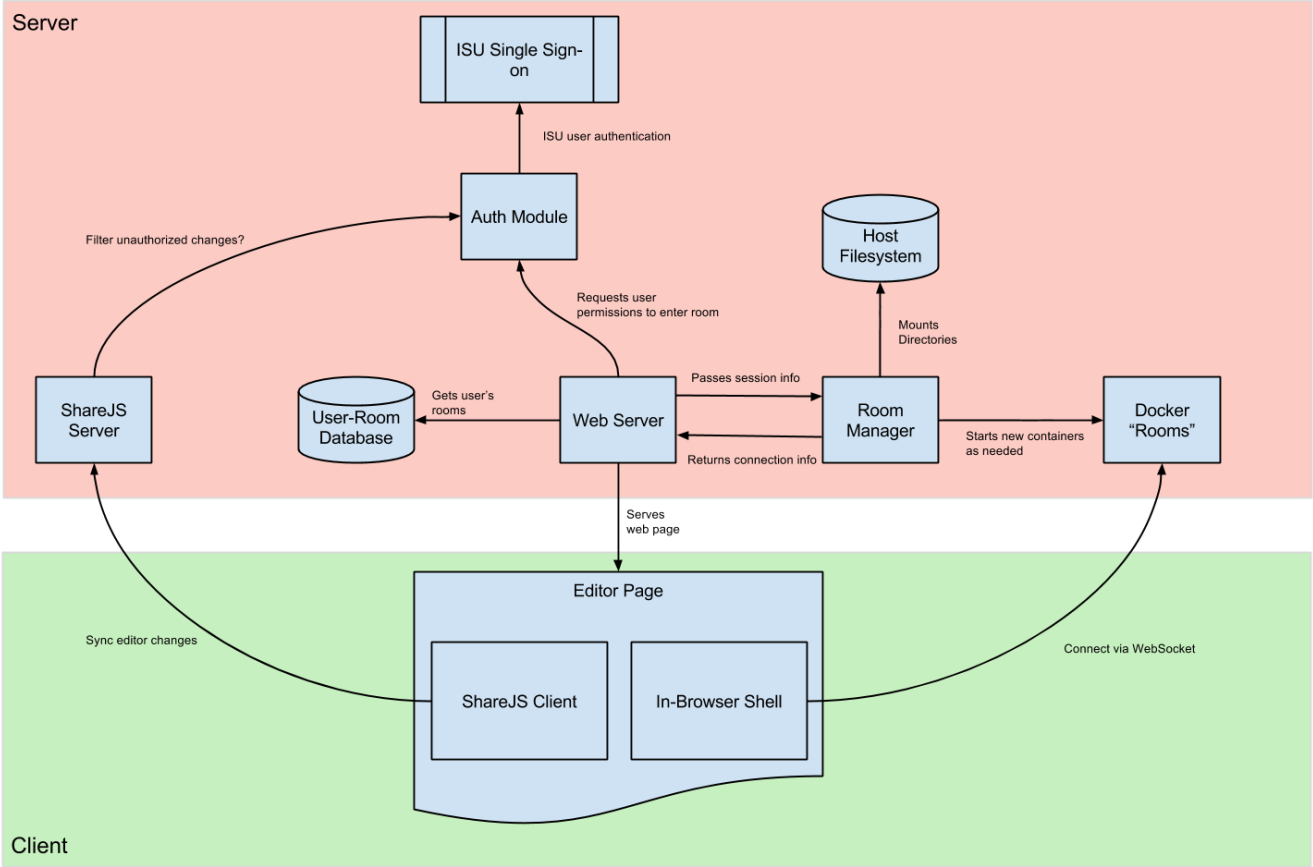 Server
ISU Single Sign-
on
ISU user authentication
Auth Module
Filter unauthorized changes?
Host
Filesystem
Requests user
permissions to enter room
Mounts
Directories
ShareJS
Server
User-Room
Database
Gets user's
rooms
Web Server
Passes session info
Returns connection info
Room
Manager
Starts new containers
as needed
Docker
“Rooms”
Serves
web page
Editor Page
Sync editor changes
ShareJS Client
In-Browser Shell
Connect via WebSocket
Client